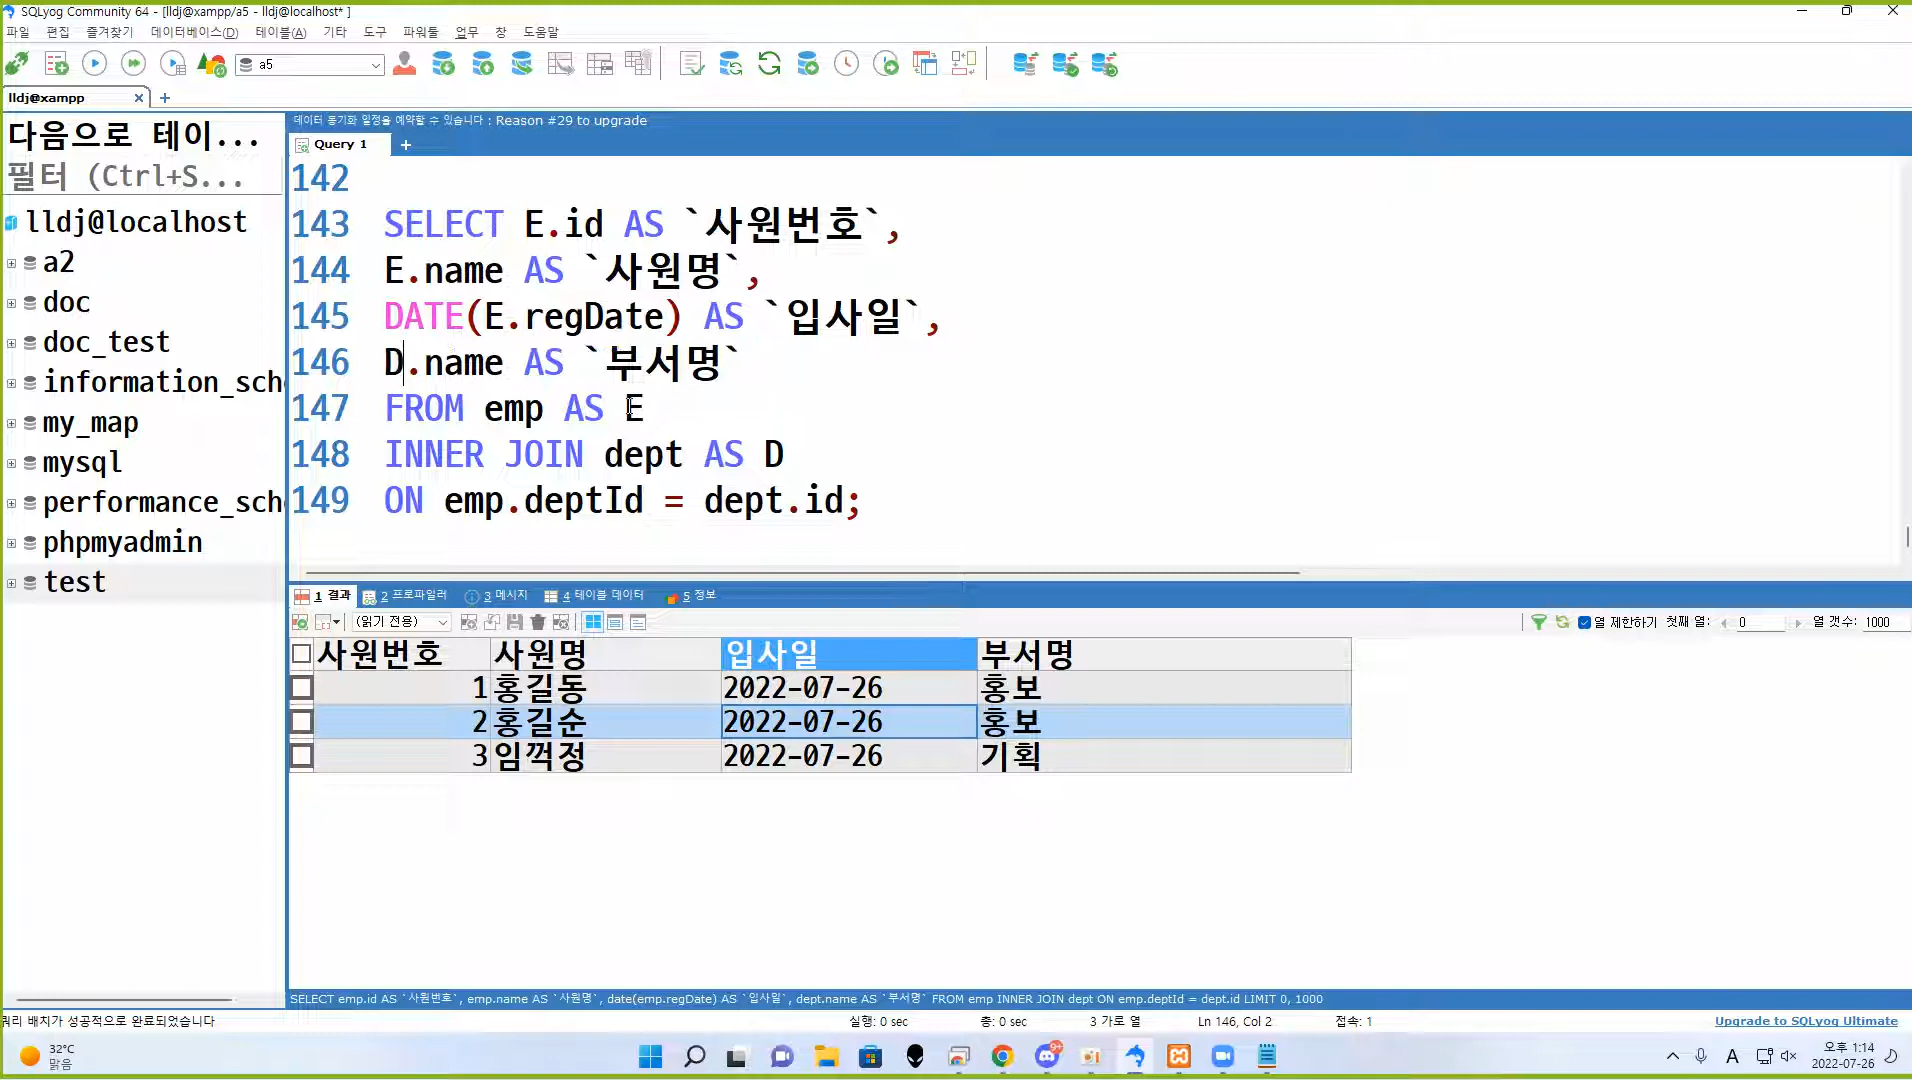 SQLyog Community 64 - [lldj@xampp/a5 - lldj@localhost* ]
파일 편집 즐겨찾기 데이터베이스(D) 테이블(A) 기타 도구 파워툴 업무 창 도움말
a5
lldj@xampp
다음으로 테이...
필터 (Ctrl+S...
lldj@localhost
a2
doc
doc_test
information_sch
my_map
mysql
performance_sch
phpmyadmin
test
데이터 동기화 일정을 예약할 수 있습니다 : Reason #29 to upgrade
Query 1
142
143 SELECT E.id AS `사원번호`,
144 E.name AS `사원명`,
145 DATE(E.regDate) AS `입사일`,
146 D.name AS `부서명`
147 FROM emp AS E
148 INNER JOIN dept AS D
149 ON emp.deptId = dept.id;
1 결과 2 프로파일러 3 메시지 4 테이블 데이터 5 정보
(읽기 전용) 열 제한하기 첫째 열: 0 열 갯수: 1000
사원번호 사원명 입사일 부서명
1 홍길동 2022-07-26 홍보
2 홍길순 2022-07-26 홍보
3 임꺽정 2022-07-26 기획
SELECT emp.id AS `사원번호`, emp.name AS `사원명`, date(emp.regDate) AS `입사일`, dept.name AS `부서명` FROM emp INNER JOIN dept ON emp.deptId = dept.id LIMIT 0, 1000
쿼리 배치가 성공적으로 완료되었습니다 실행: 0 sec 총: 0 sec 3 가로 열 Ln 146, Col 2 접속: 1 Upgrade to SQLyog Ultimate
32°C
맑음
9+
A
오후 1:14
2022-07-26